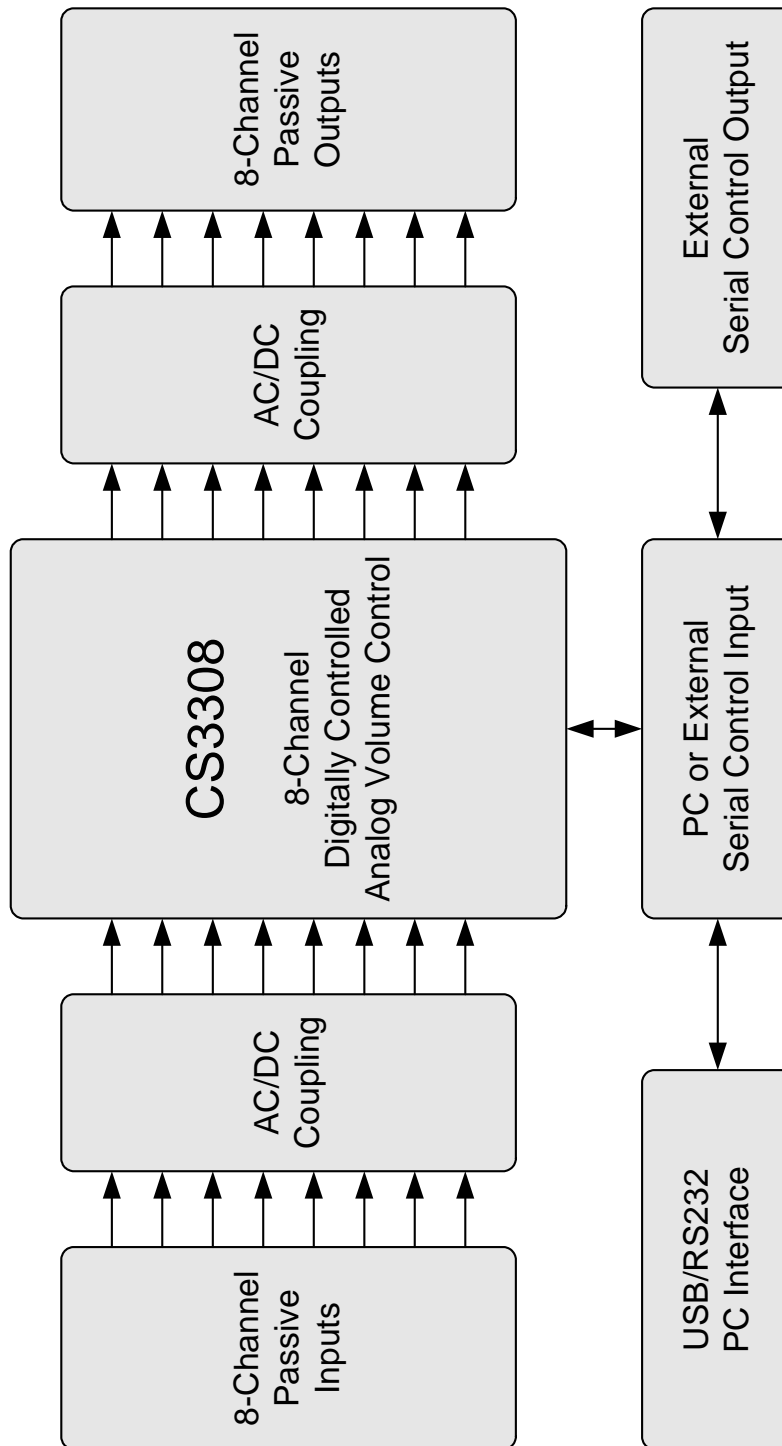 8-Channel
Passive
Inputs
AC/DC
Coupling
CS3308
8-Channel
Digitally Controlled
Analog Volume Control
AC/DC
Coupling
8-Channel
Passive
Outputs
USB/RS232
PC Interface
PC or External
Serial Control Input
External
Serial Control Output